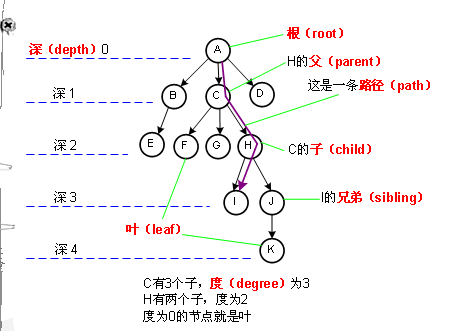 根（root）
深（depth）0
A
H的父（parent）
这是一条路径（path）
深 1
B
C
D
深 2
E
F
G
H
C的子（child）
深 3
I
J
I的兄弟（sibling）
叶（leaf）
深 4
K
C有3个子，度（degree）为3
H有两个子，度为2
度为0的节点就是叶